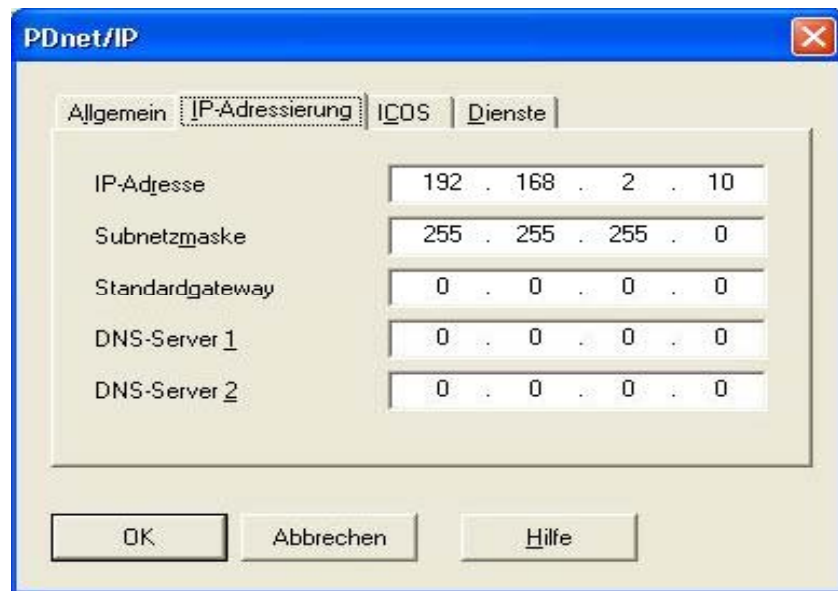 PDnet/IP
Allgemein IP-Adressierung ICOS Dienste
IP-Adresse 192 . 168 . 2 . 10
Subnetzmaske 255 . 255 . 255 . 0
Standardgateway 0 . 0 . 0 . 0
DNS-Server 1 0 . 0 . 0 . 0
DNS-Server 2 0 . 0 . 0 . 0
OK Abbrechen Hilfe